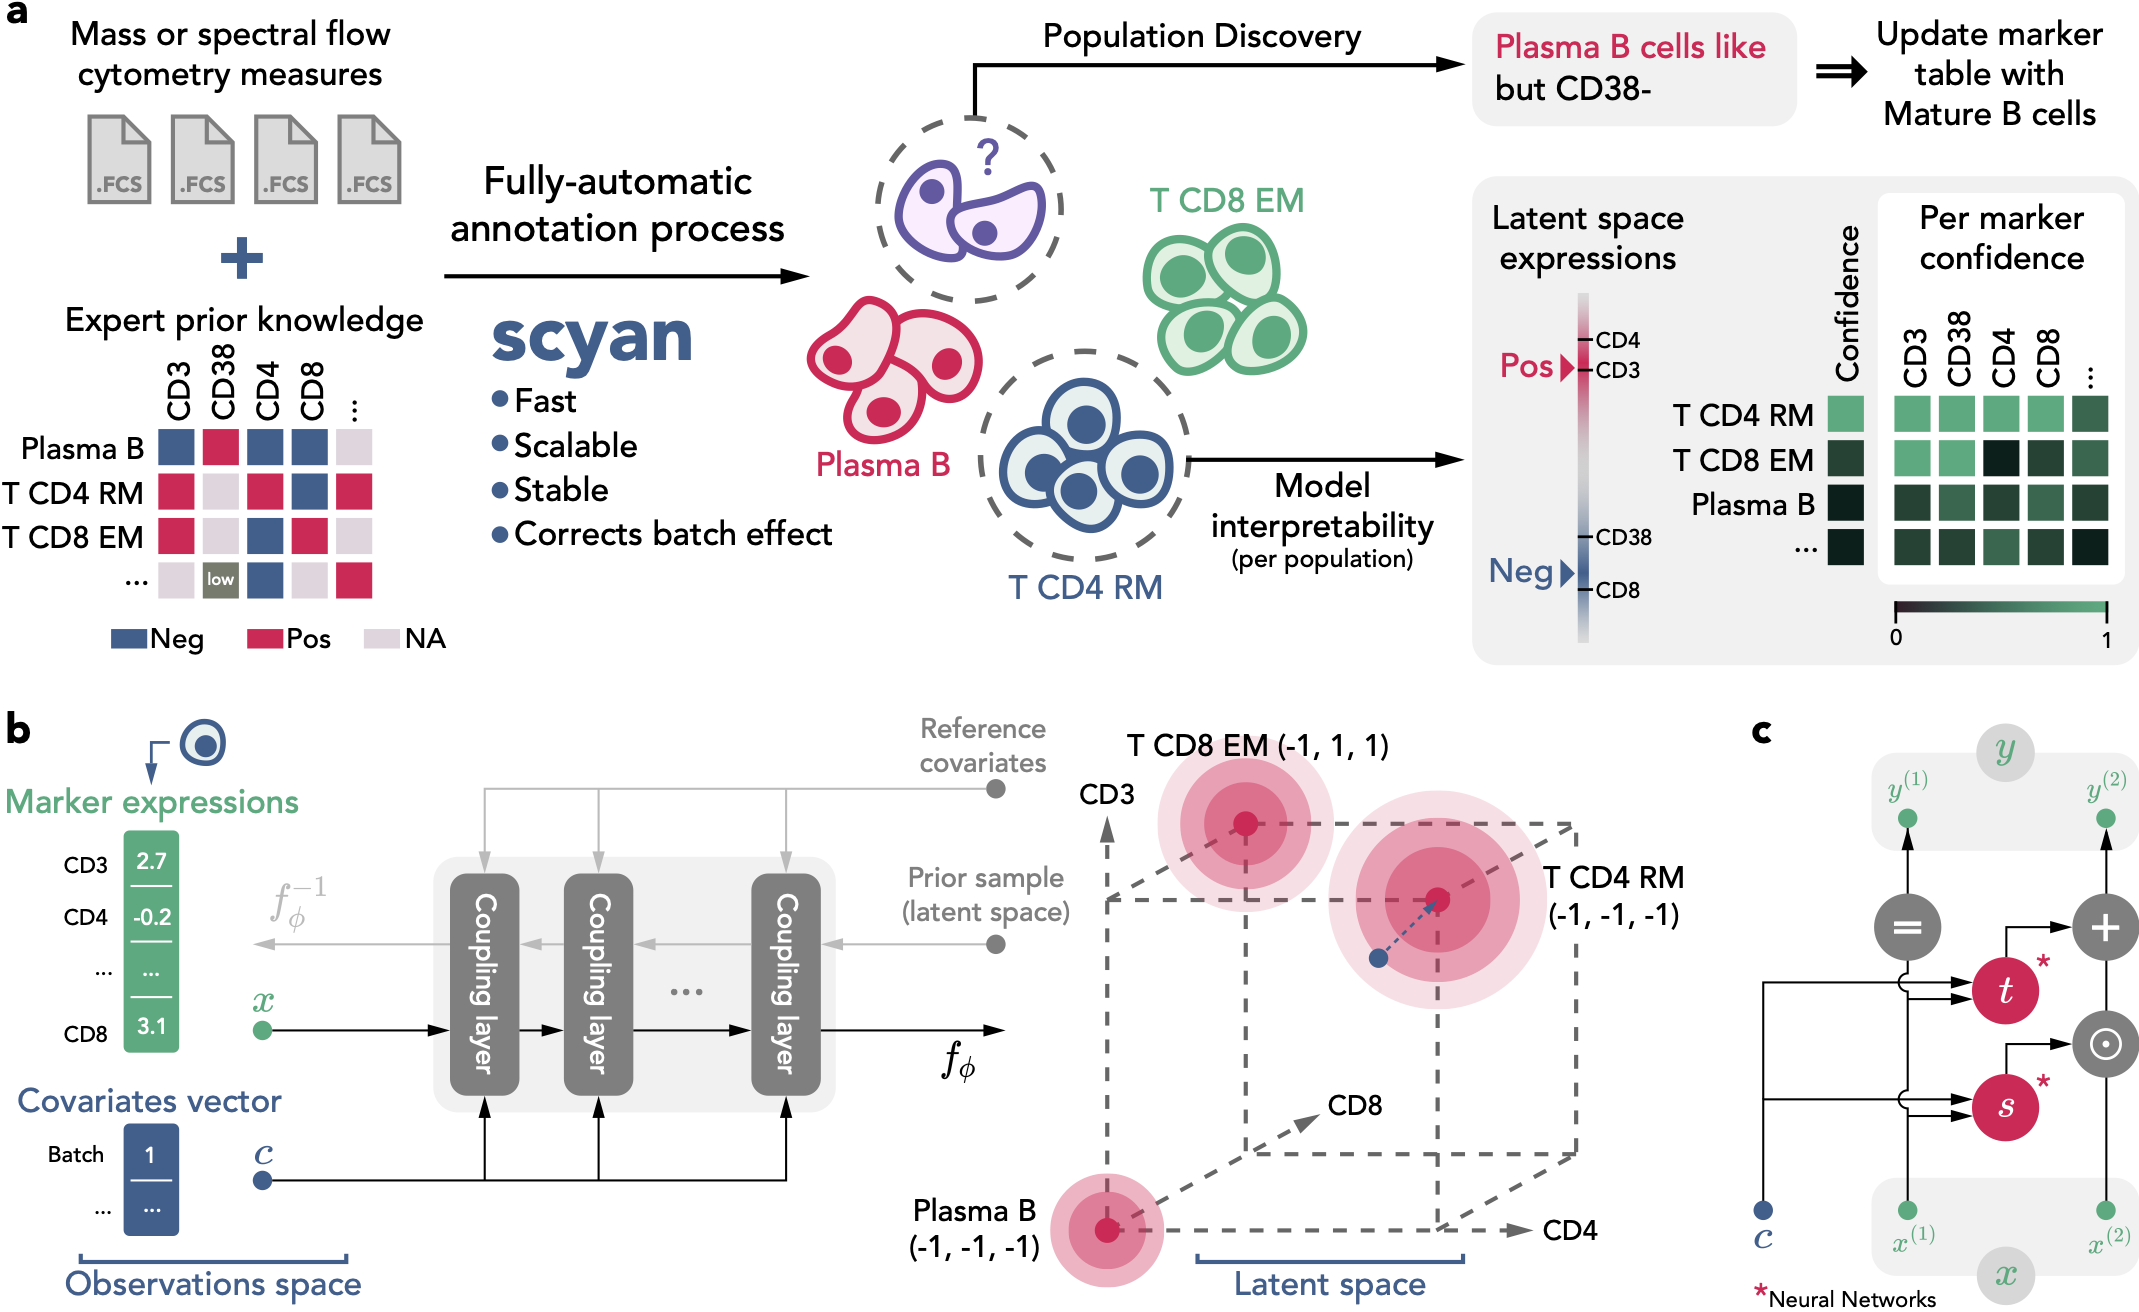 a
Mass or spectral flow
cytometry measures
.FCS .FCS .FCS .FCS
+
Expert prior knowledge
CD3 CD38 CD4 CD8 ...
Plasma B
T CD4 RM
T CD8 EM
...
low
Neg Pos NA
Fully-automatic
annotation process
scyan
Fast
Scalable
Stable
Corrects batch effect
Population Discovery
?
T CD8 EM
Plasma B
T CD4 RM
Model
interpretability
(per population)
Plasma B cells like
but CD38-
⇒
Update marker
table with
Mature B cells
Latent space
expressions
CD4
Pos
CD3
CD38
Neg
CD8
Confidence
Per marker
confidence
CD3 CD38 CD4 CD8 ...
T CD4 RM
T CD8 EM
Plasma B
...
0 1
b
Marker expressions
CD3 2.7
CD4 -0.2
... ...
CD8 3.1
x
Covariates vector
Batch 1
... ...
c
Observations space
Reference
covariates
Prior sample
(latent space)
f_ϕ^{-1}
Coupling layer
Coupling layer
...
Coupling layer
f_ϕ
T CD8 EM (-1, 1, 1)
CD3
T CD4 RM
(-1, -1, -1)
CD8
Plasma B
(-1, -1, -1)
CD4
Latent space
c
y
y^{(1)} y^{(2)}
= +
t *
⊙
s *
c
x^{(1)} x^{(2)}
x
*Neural Networks